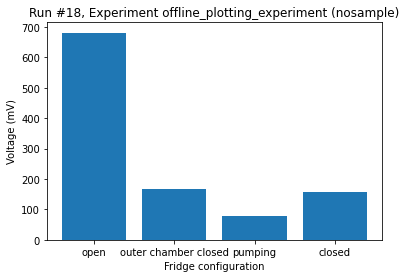 Run #18, Experiment offline_plotting_experiment (nosample)
700
600
500
400
300
200
100
0
Voltage (mV)
open outer chamber closed pumping closed
Fridge configuration